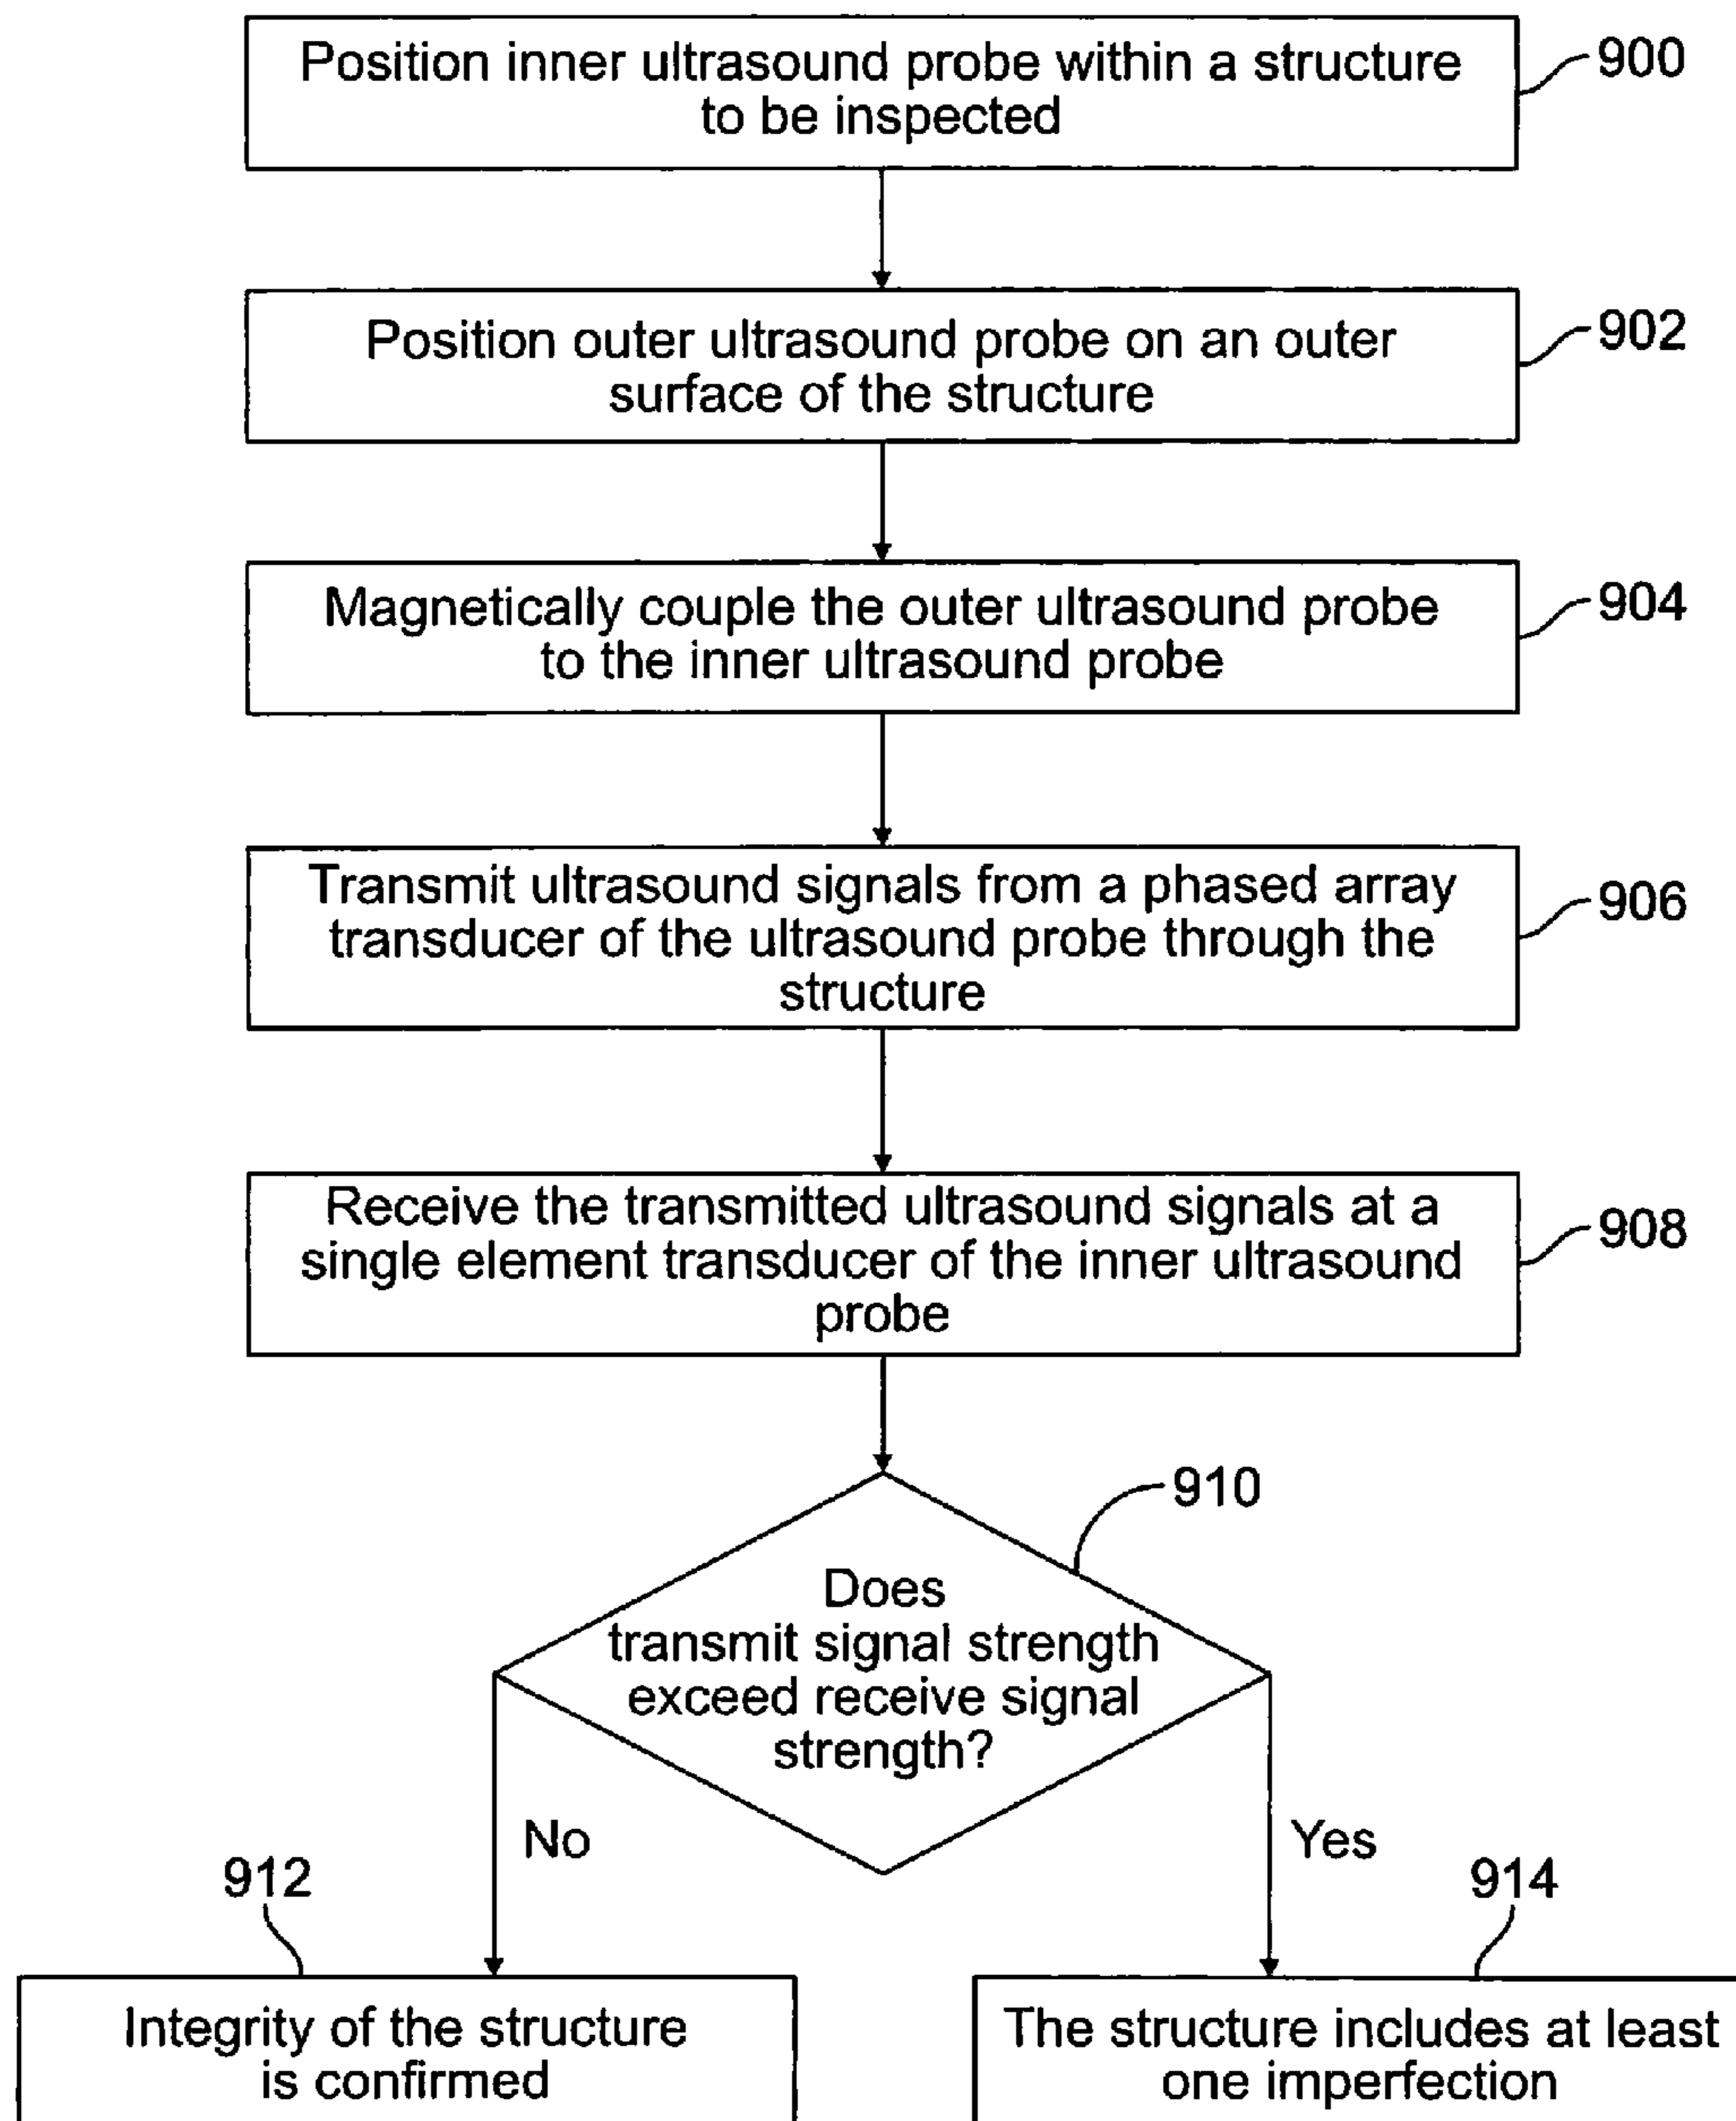 Position inner ultrasound probe within a structure
to be inspected
900
Position outer ultrasound probe on an outer
surface of the structure
902
Magnetically couple the outer ultrasound probe
to the inner ultrasound probe
904
Transmit ultrasound signals from a phased array
transducer of the ultrasound probe through the
structure
906
Receive the transmitted ultrasound signals at a
single element transducer of the inner ultrasound
probe
908
910
Does
transmit signal strength
exceed receive signal
strength?
No
Yes
912
914
Integrity of the structure
is confirmed
The structure includes at least
one imperfection